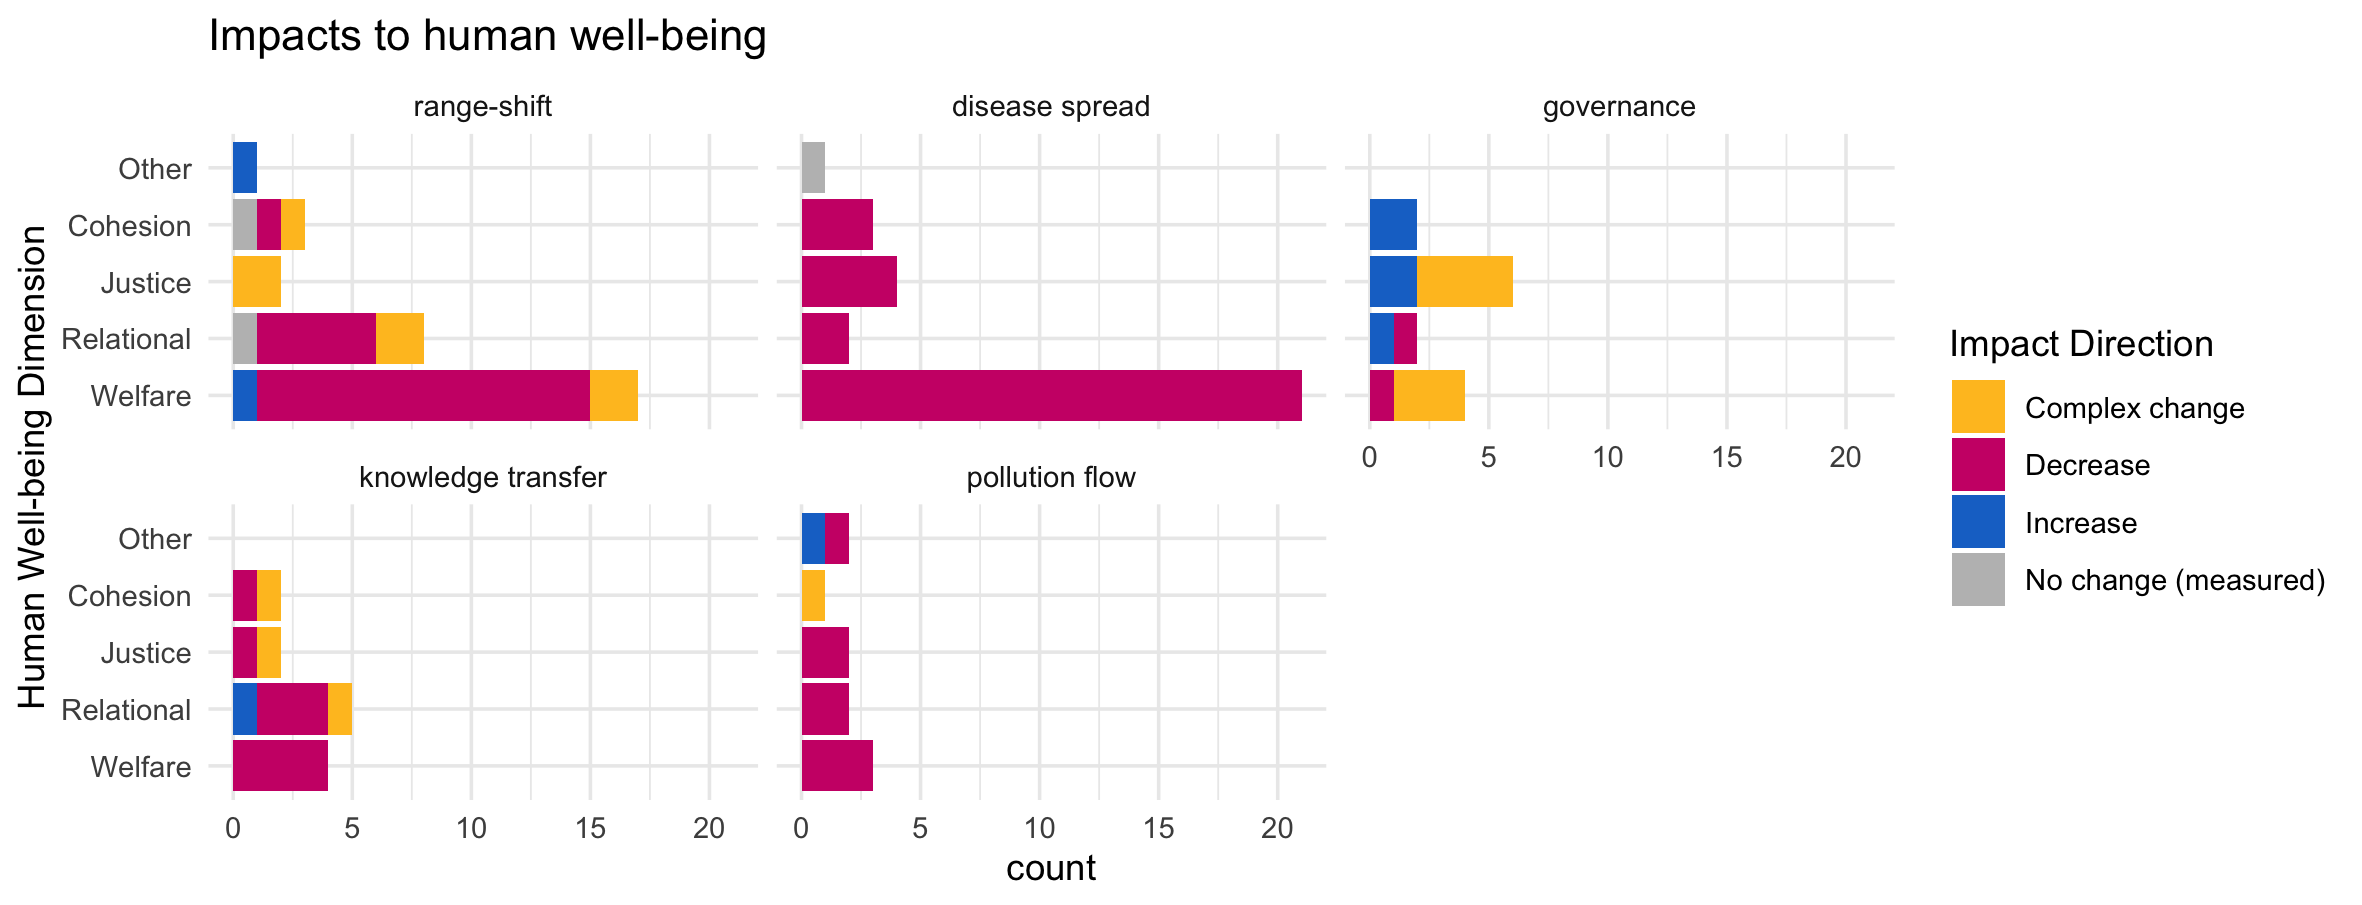 Impacts to human well-being
range-shift
disease spread
governance
Other
Cohesion
Justice
Relational
Welfare
0 5 10 15 20
knowledge transfer
pollution flow
Other
Cohesion
Justice
Relational
Welfare
0 5 10 15 20
0 5 10 15 20
count
Human Well-being Dimension
Impact Direction
Complex change
Decrease
Increase
No change (measured)